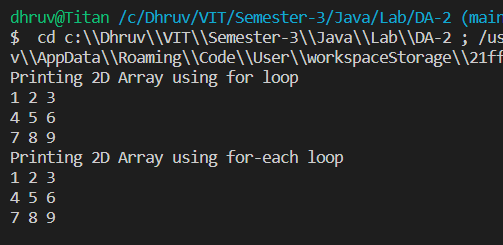 dhruv@Titan /c/Dhruv/VIT/Semester-3/Java/Lab/DA-2 (main
$  cd c:\\Dhruv\\VIT\\Semester-3\\Java\\Lab\\DA-2 ; /us
v\\AppData\\Roaming\\Code\\User\\workspaceStorage\\21ff
Printing 2D Array using for loop
1 2 3
4 5 6
7 8 9
Printing 2D Array using for-each loop
1 2 3
4 5 6
7 8 9